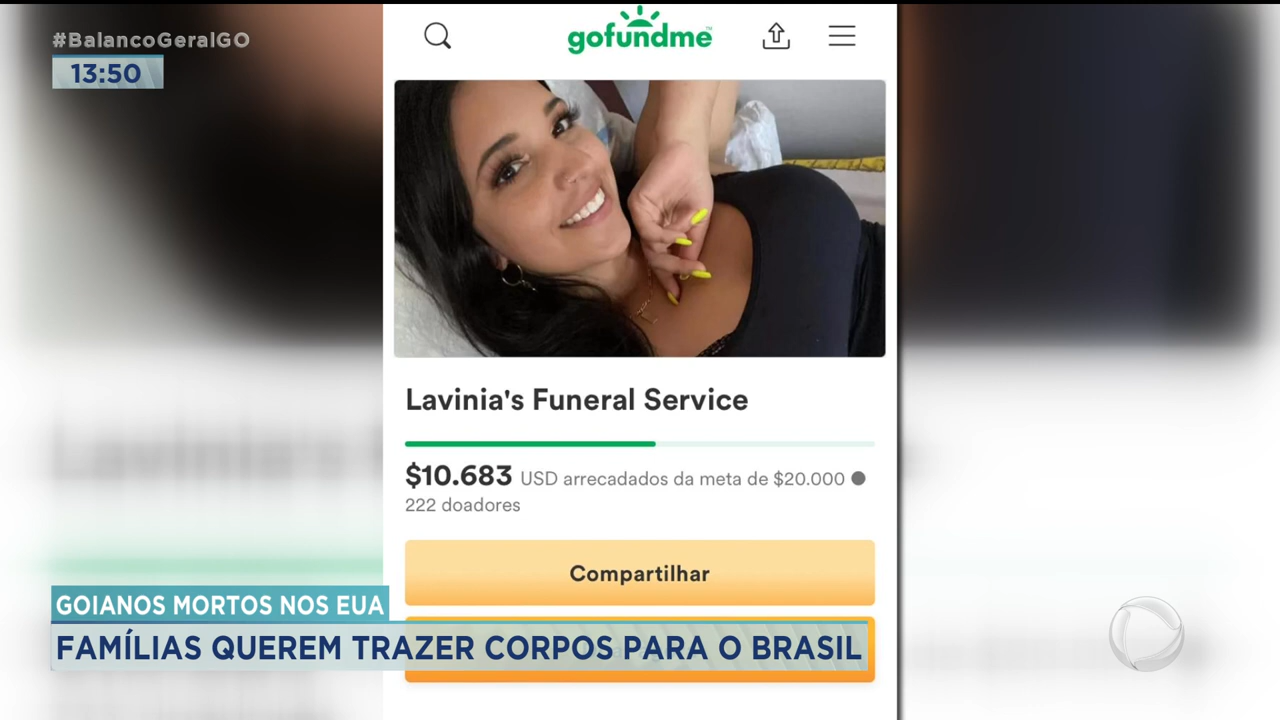 #BalancoGeralGO
13:50
gofundme
Lavinia's Funeral Service
$10.683 USD arrecadados da meta de $20.000
222 doadores
Compartilhar
GOIANOS MORTOS NOS EUA
FAMÍLIAS QUEREM TRAZER CORPOS PARA O BRASIL